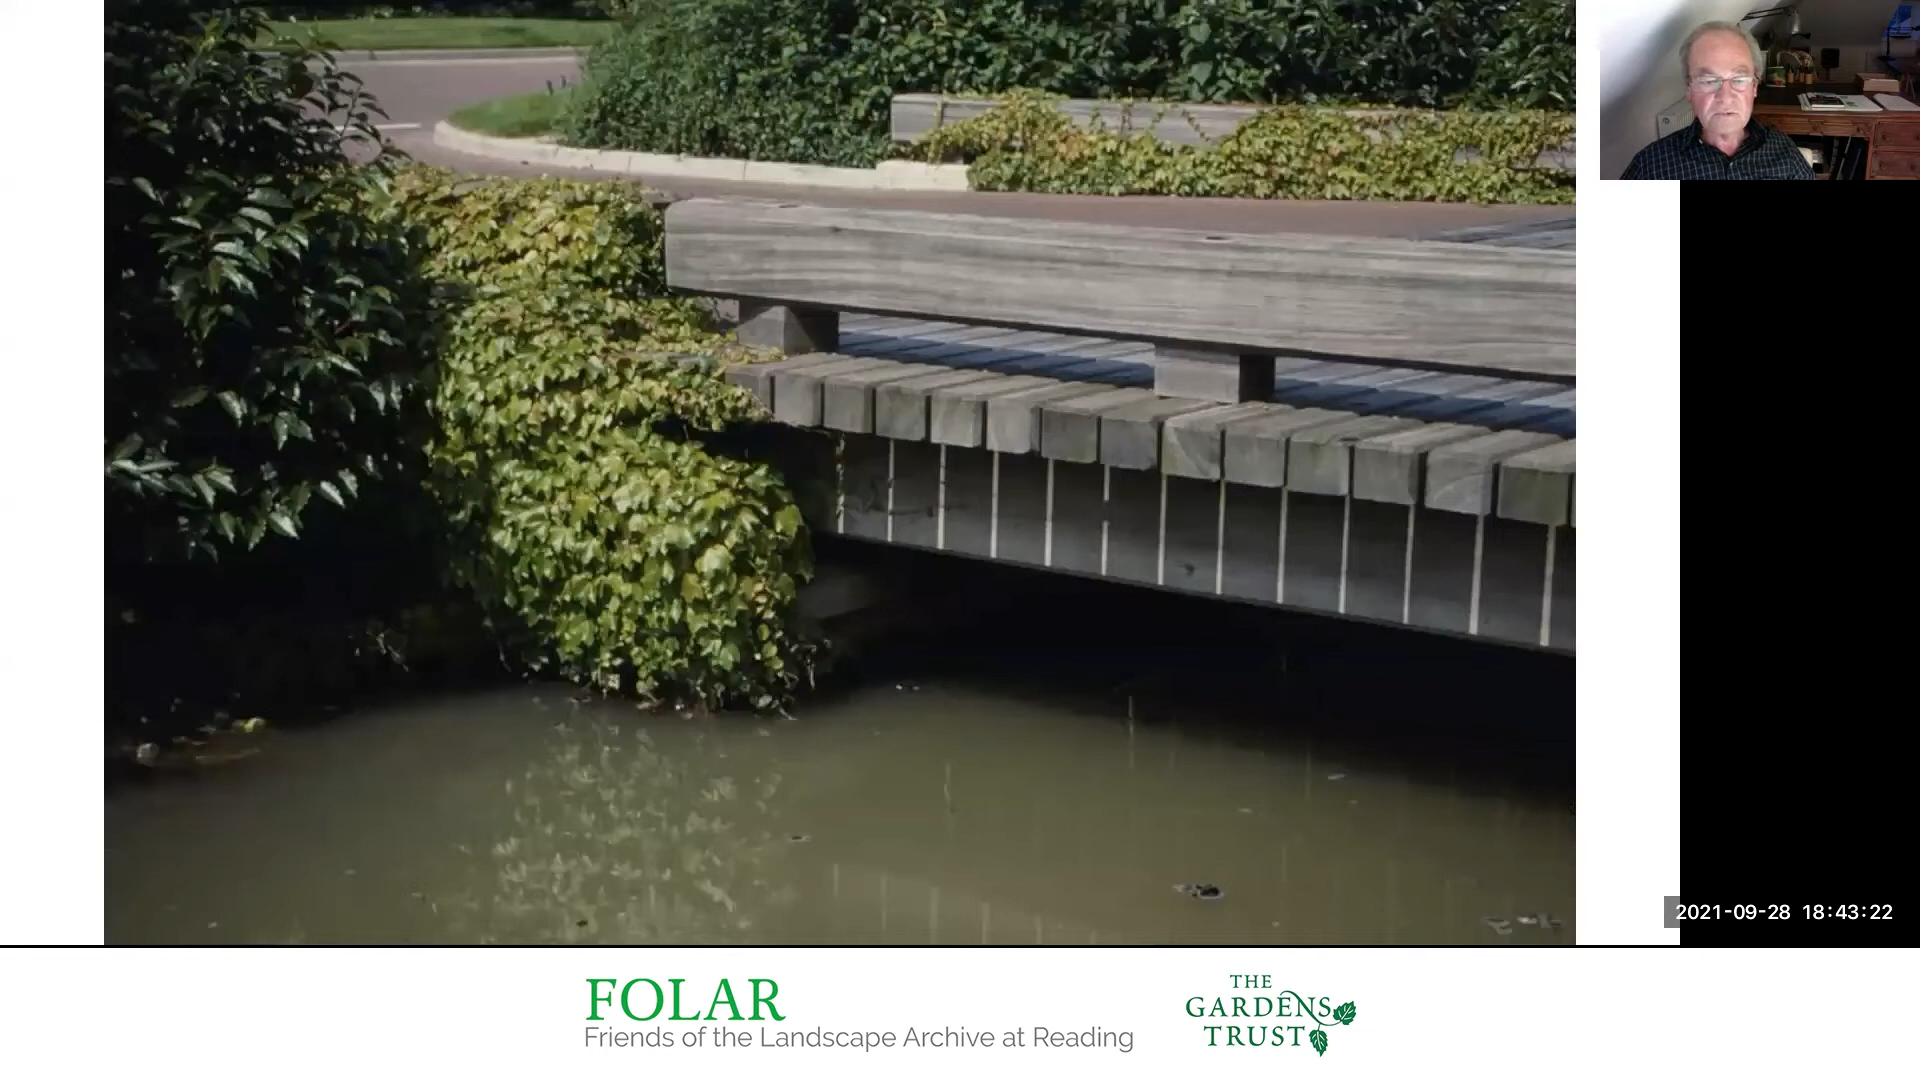 2021-09-28 18:43:22
FOLAR
Friends of the Landscape Archive at Reading
THE
GARDENS
TRUST